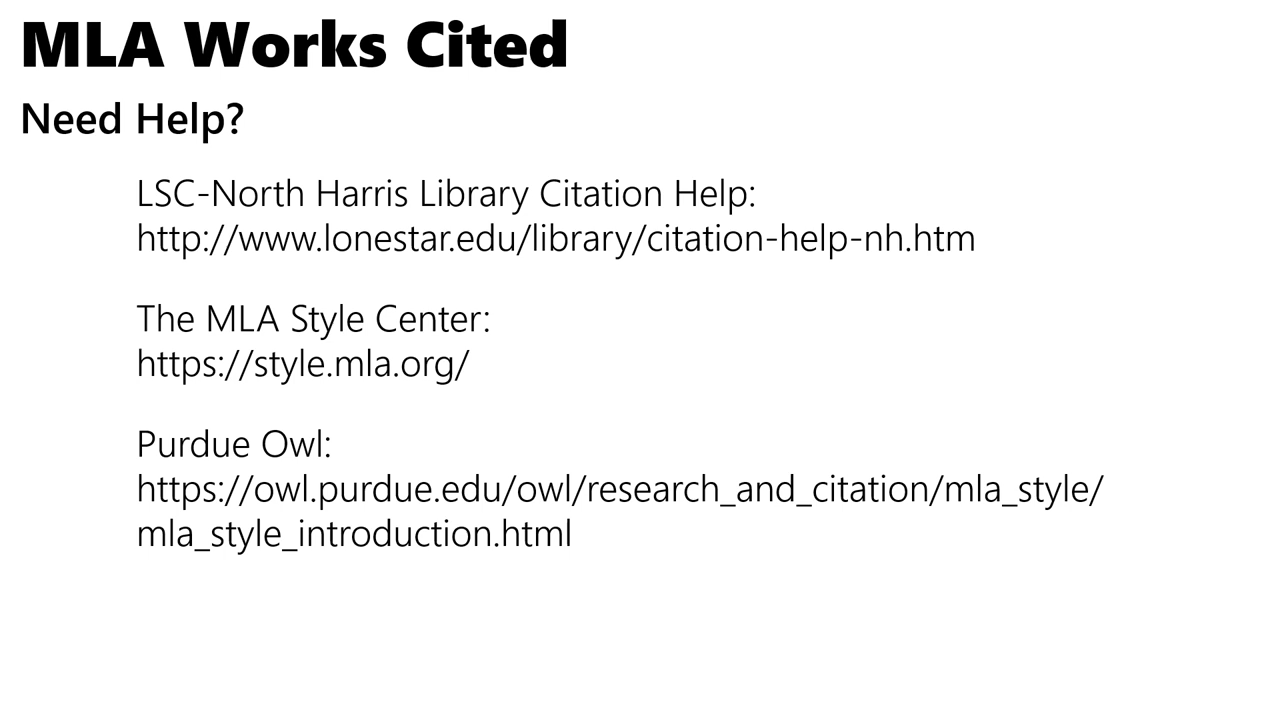 MLA Works Cited
Need Help?
LSC-North Harris Library Citation Help:
http://www.lonestar.edu/library/citation-help-nh.htm
The MLA Style Center:
https://style.mla.org/
Purdue Owl:
https://owl.purdue.edu/owl/research_and_citation/mla_style/
mla_style_introduction.html